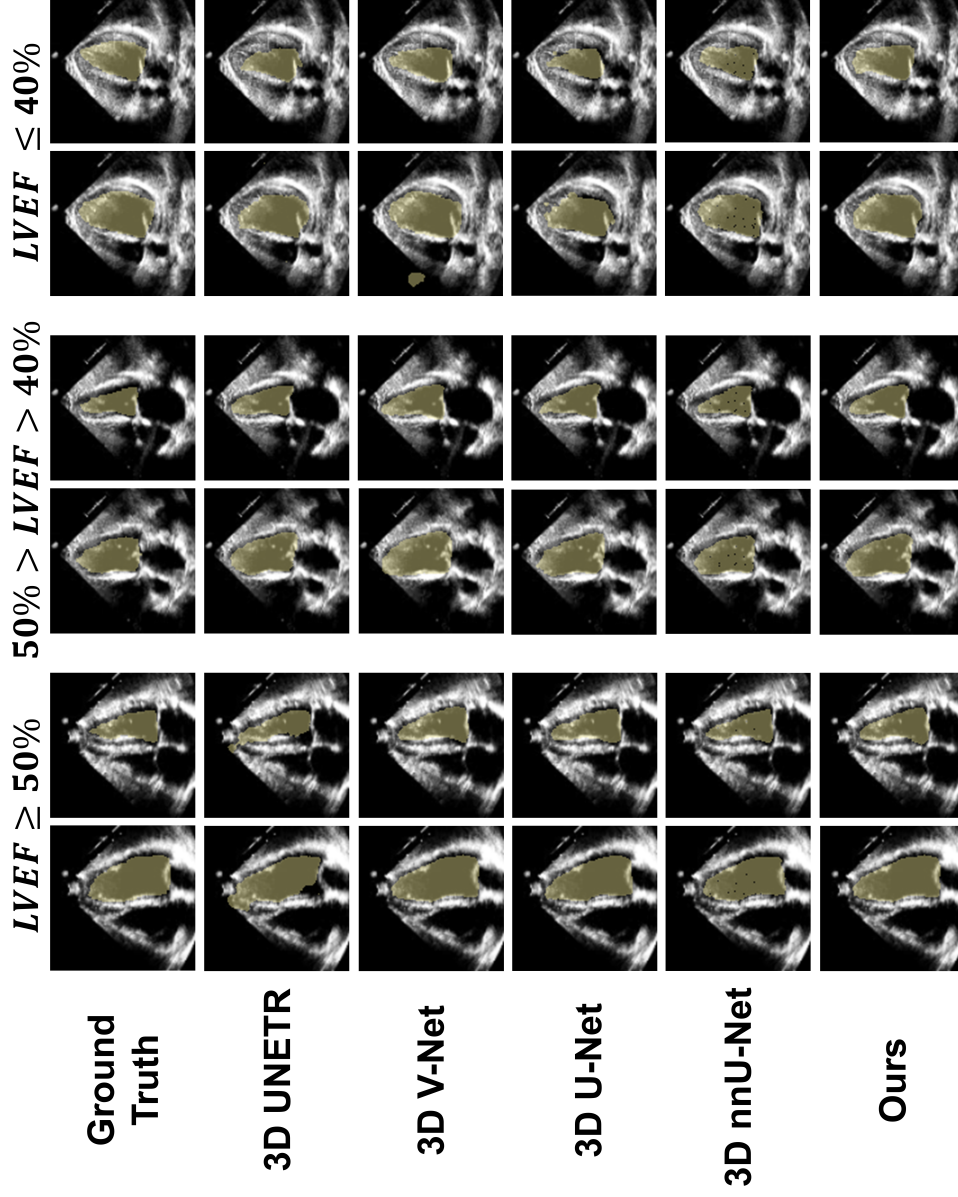 LVEF ≥ 50%
50% > LVEF > 40%
LVEF ≤ 40%
Ground
Truth
3D UNETR
3D V-Net
3D U-Net
3D nnU-Net
Ours